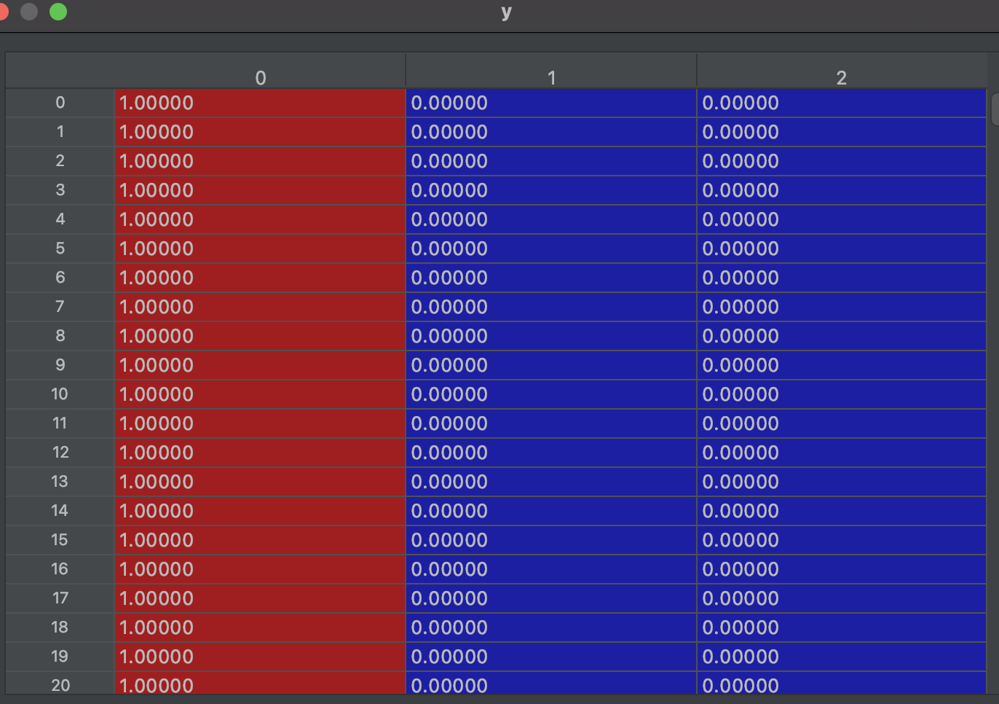 y
0 1 2
0 1.00000 0.00000 0.00000
1 1.00000 0.00000 0.00000
2 1.00000 0.00000 0.00000
3 1.00000 0.00000 0.00000
4 1.00000 0.00000 0.00000
5 1.00000 0.00000 0.00000
6 1.00000 0.00000 0.00000
7 1.00000 0.00000 0.00000
8 1.00000 0.00000 0.00000
9 1.00000 0.00000 0.00000
10 1.00000 0.00000 0.00000
11 1.00000 0.00000 0.00000
12 1.00000 0.00000 0.00000
13 1.00000 0.00000 0.00000
14 1.00000 0.00000 0.00000
15 1.00000 0.00000 0.00000
16 1.00000 0.00000 0.00000
17 1.00000 0.00000 0.00000
18 1.00000 0.00000 0.00000
19 1.00000 0.00000 0.00000
20 1.00000 0.00000 0.00000